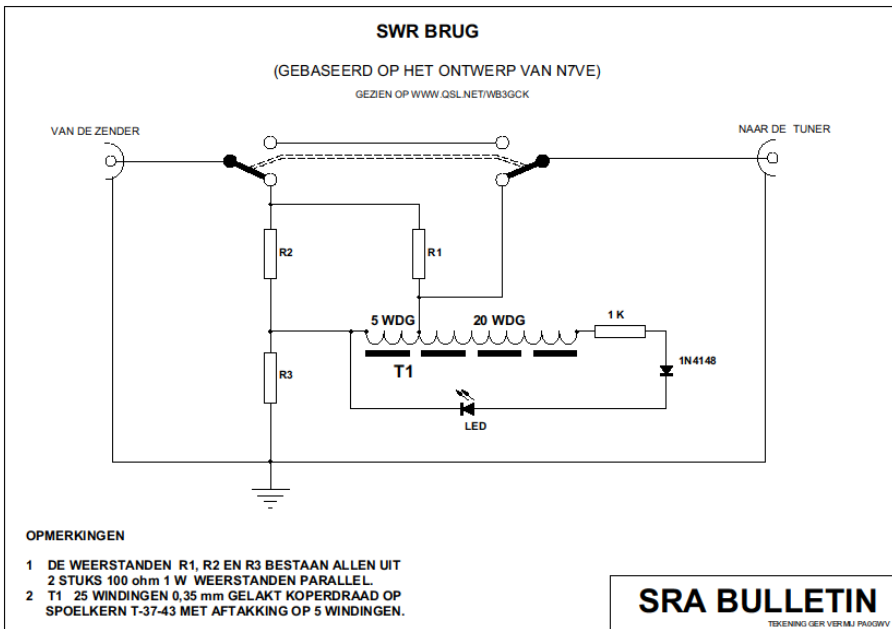 SWR BRUG
(GEBASEERD OP HET ONTWERP VAN N7VE)
GEZIEN OP WWW.QSL.NET/WB3GCK
VAN DE ZENDER
NAAR DE TUNER
R2
R1
5 WDG
20 WDG
1 K
1N4148
R3
T1
LED
OPMERKINGEN
1 DE WEERSTANDEN R1, R2 EN R3 BESTAAN ALLEN UIT
2 STUKS 100 ohm 1 W WEERSTANDEN PARALLEL.
2 T1 25 WINDINGEN 0,35 mm GELAKT KOPERDRAAD OP
SPOELKERN T-37-43 MET AFTAKKING OP 5 WINDINGEN.
SRA BULLETIN
TEKENING GER VERMIJ PA0GWV